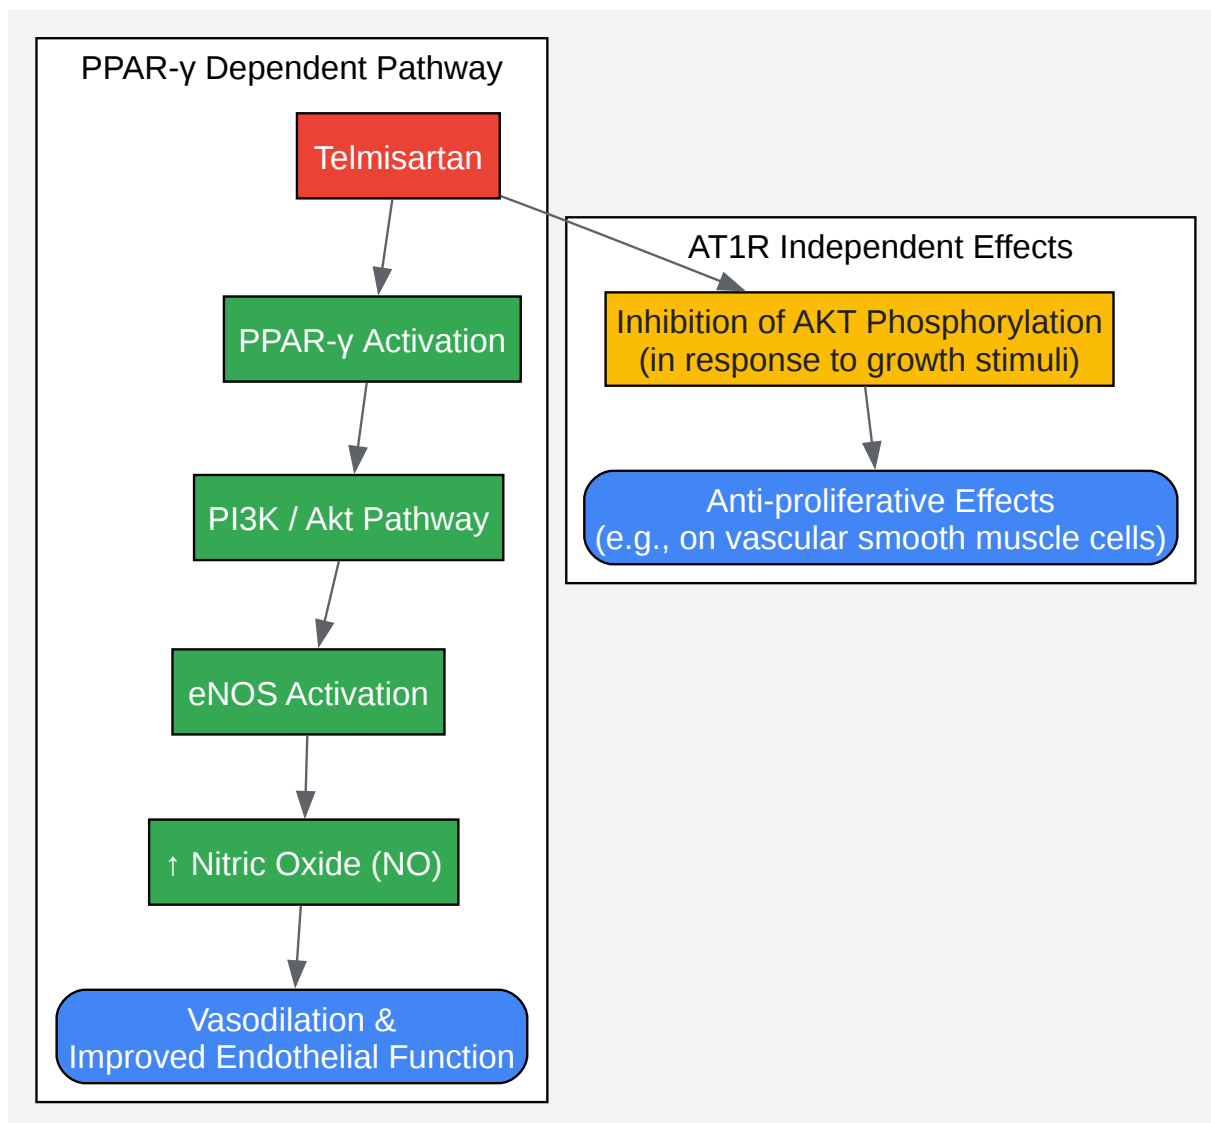 PPAR-γ Dependent Pathway
Telmisartan
PPAR-γ Activation
PI3K / Akt Pathway
eNOS Activation
↑ Nitric Oxide (NO)
Vasodilation &
Improved Endothelial Function
AT1R Independent Effects
Inhibition of AKT Phosphorylation
(in response to growth stimuli)
Anti-proliferative Effects
(e.g., on vascular smooth muscle cells)